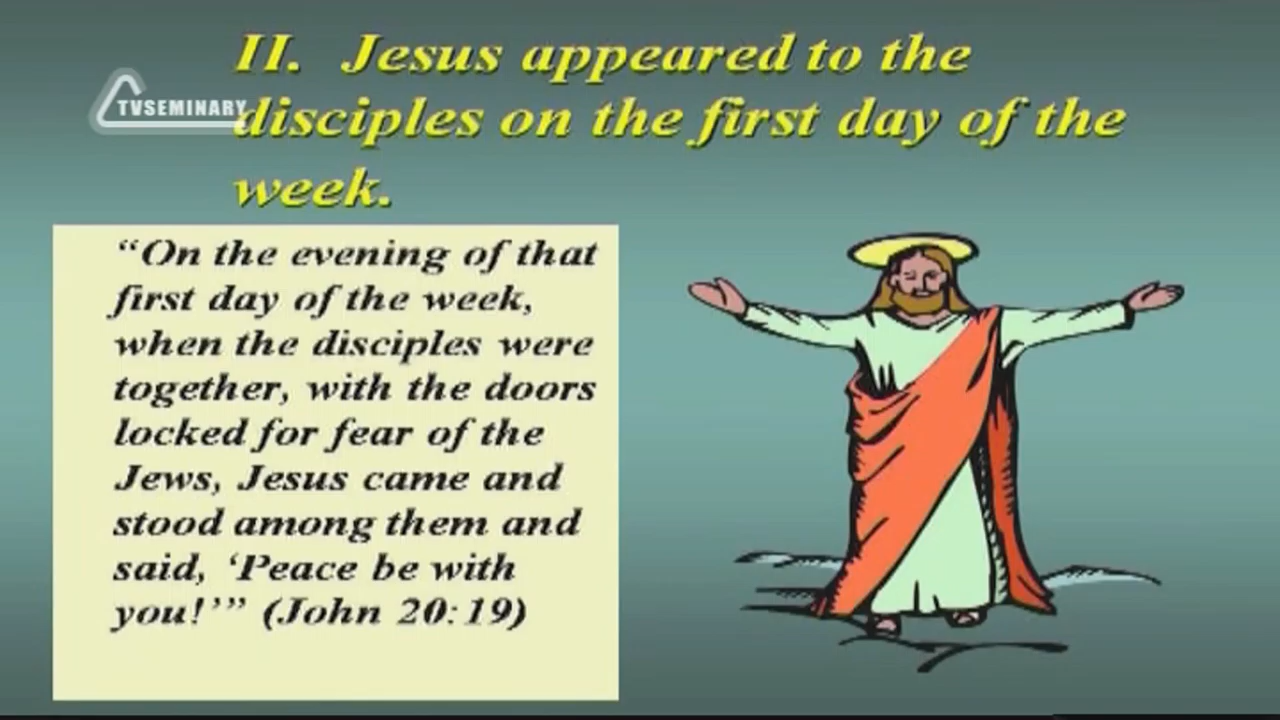 II. Jesus appeared to the
TVSEMINARY
disciples on the first day of the
week.
“On the evening of that
first day of the week,
when the disciples were
together, with the doors
locked for fear of the
Jews, Jesus came and
stood among them and
said, ‘Peace be with
you!’” (John 20:19)